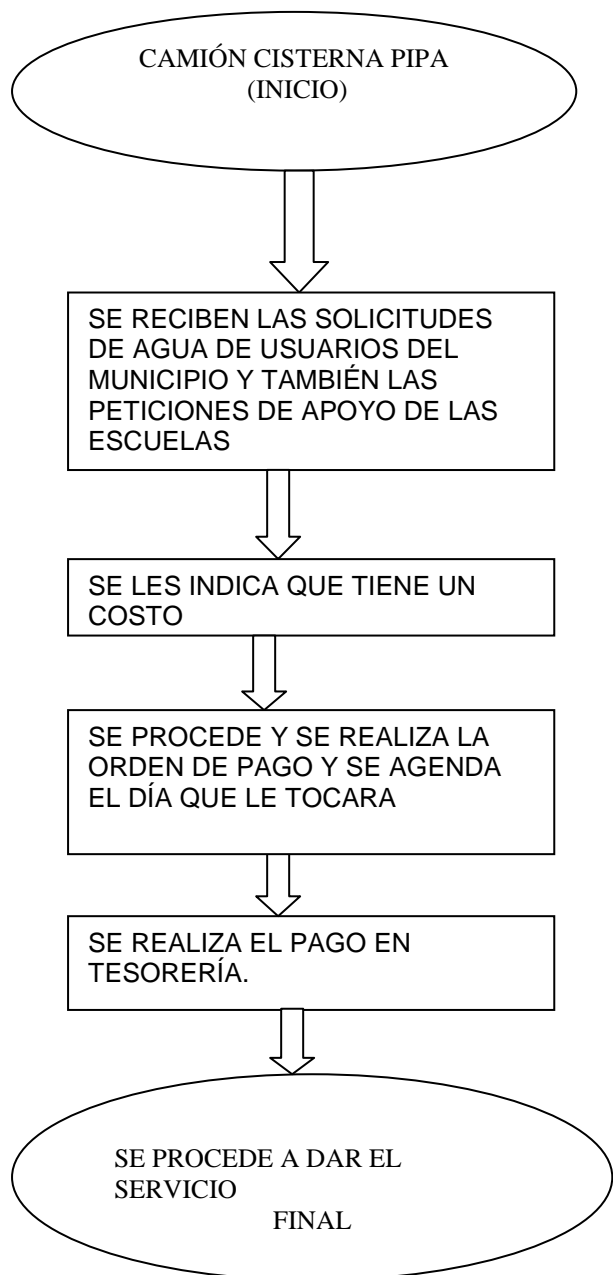 CAMIÓN CISTERNA PIPA
(INICIO)
SE RECIBEN LAS SOLICITUDES
DE AGUA DE USUARIOS DEL
MUNICIPIO Y TAMBIÉN LAS
PETICIONES DE APOYO DE LAS
ESCUELAS
SE LES INDICA QUE TIENE UN
COSTO
SE PROCEDE Y SE REALIZA LA
ORDEN DE PAGO Y SE AGENDA
EL DÍA QUE LE TOCARA
SE REALIZA EL PAGO EN
TESORERÍA.
SE PROCEDE A DAR EL
SERVICIO
FINAL